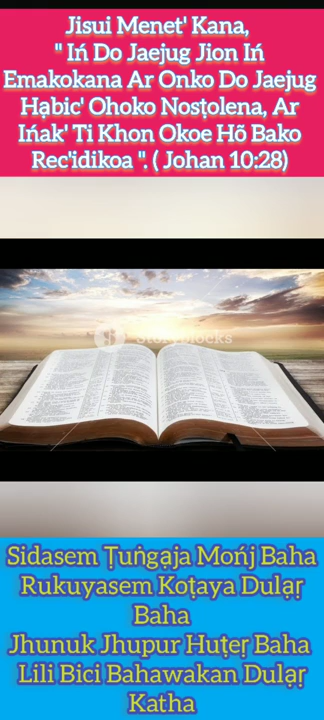 Jisui Menet' Kana,
" Iń Do Jaejug Jion Iń
Emakokana Ar Onko Do Jaejug
Hạbic' Ohoko Nosṭolena, Ar
Ińak' Ti Khon Okoe Hõ Bako
Rec'idikoa ". ( Johan 10:28)
Storyblocks
Sidasem Ṭuṅgạja Mońj Baha
Rukuyasem Koṭaya Dulạṛ
Baha
Jhunuk Jhupur Huṭeṛ Baha
Lili Bici Bahawakan Dulạṛ
Katha